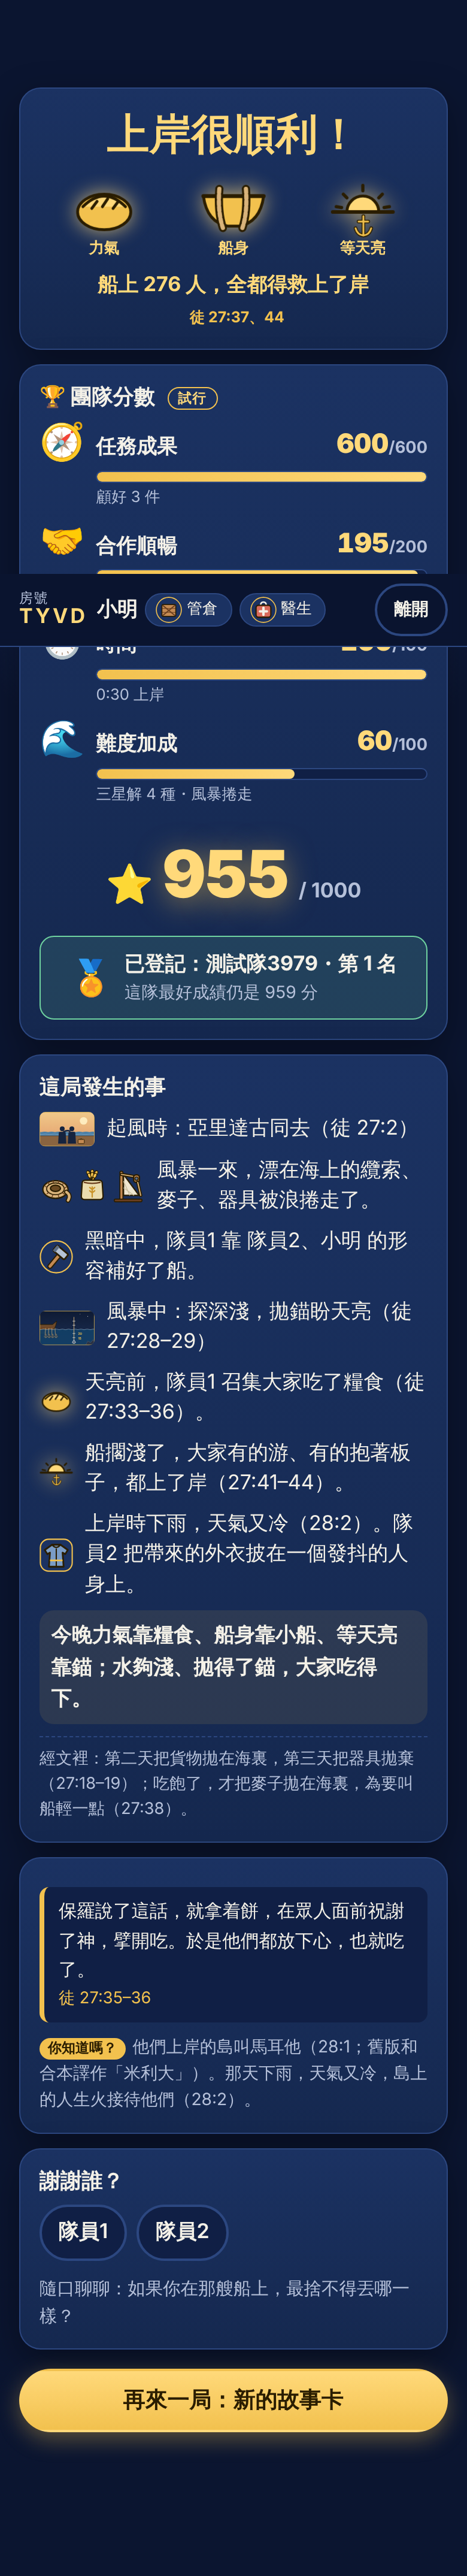 上岸很順利！
力氣
船身
等天亮
船上 276 人，全都得救上了岸
徒 27:37、44
團隊分數 試行
任務成果 600/600
顧好 3 件
合作順暢 195/200
房號
TYVD 小明 管倉 醫生 離開
0:30 上岸
難度加成 60/100
三星解 4 種・風暴捲走
955 / 1000
已登記：測試隊3979・第 1 名
這隊最好成績仍是 959 分
這局發生的事
起風時：亞里達古同去（徒 27:2）
風暴一來，漂在海上的纜索、
麥子、器具被浪捲走了。
黑暗中，隊員1 靠 隊員2、小明 的形
容補好了船。
風暴中：探深淺，拋錨盼天亮（徒
27:28–29）
天亮前，隊員1 召集大家吃了糧食（徒
27:33–36）。
船擱淺了，大家有的游、有的抱著板
子，都上了岸（27:41–44）。
上岸時下雨，天氣又冷（28:2）。隊
員2 把帶來的外衣披在一個發抖的人
身上。
今晚力氣靠糧食、船身靠小船、等天亮
靠錨；水夠淺、拋得了錨，大家吃得
下。
經文裡：第二天把貨物拋在海裏，第三天把器具拋棄
（27:18–19）；吃飽了，才把麥子拋在海裏，為要叫
船輕一點（27:38）。
保羅說了這話，就拿着餅，在眾人面前祝謝
了神，擘開吃。於是他們都放下心，也就吃
了。
徒 27:35–36
你知道嗎？ 他們上岸的島叫馬耳他（28:1；舊版和
合本譯作「米利大」）。那天下雨，天氣又冷，島上
的人生火接待他們（28:2）。
謝謝誰？
隊員1 隊員2
隨口聊聊：如果你在那艘船上，最捨不得丟哪一
樣？
再來一局：新的故事卡